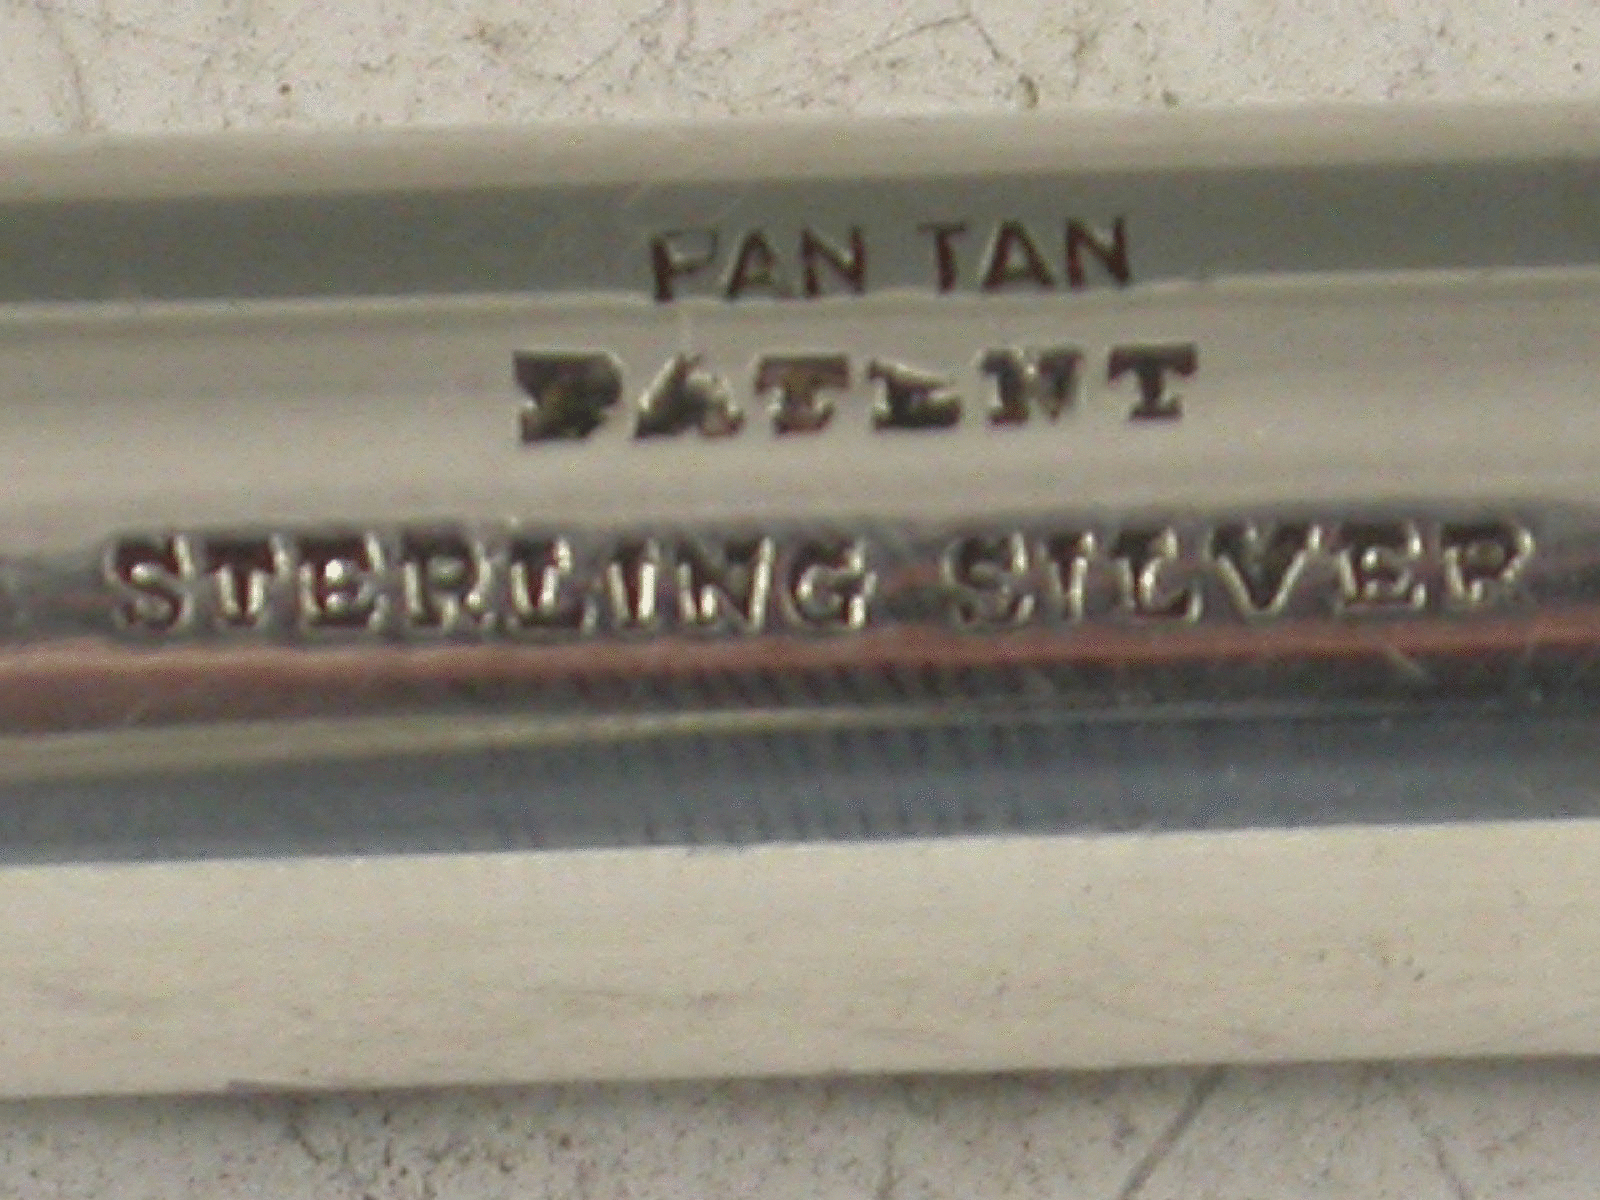 PAN TAN
PATENT
STERLING SILVER